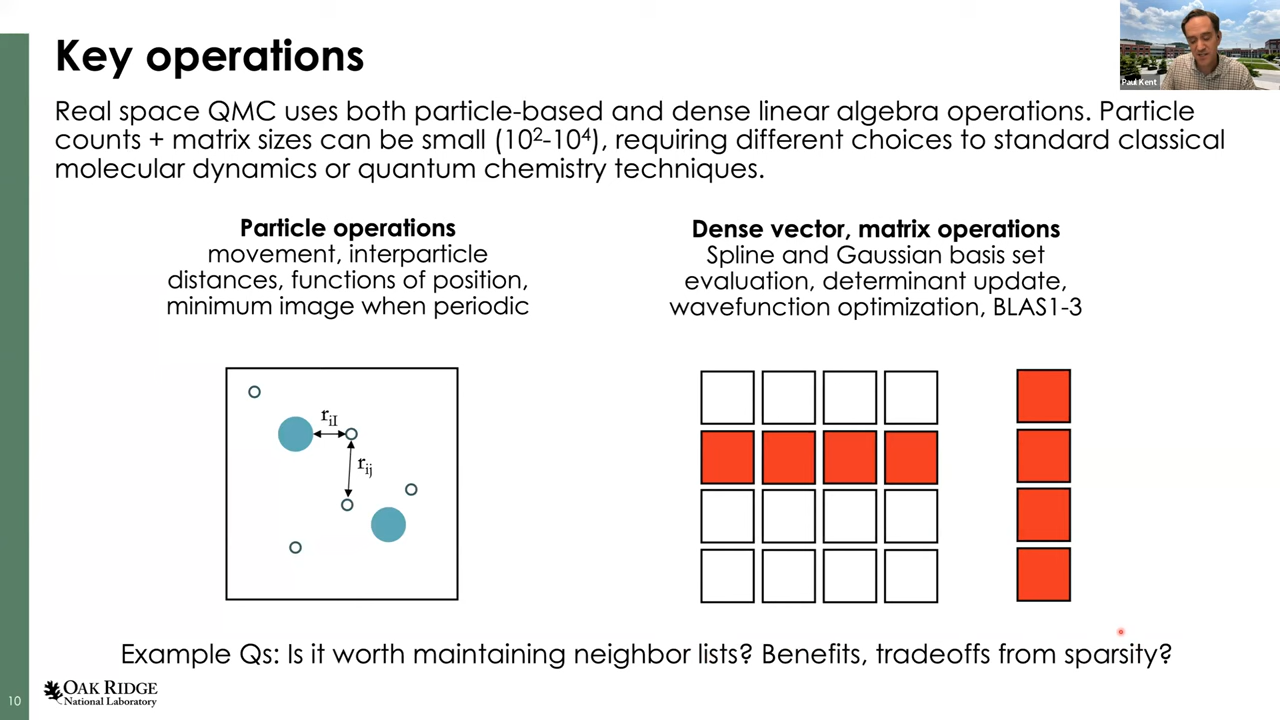 Key operations
Paul Kent
Real space QMC uses both particle-based and dense linear algebra operations. Particle
counts + matrix sizes can be small (10²-10⁴), requiring different choices to standard classical
molecular dynamics or quantum chemistry techniques.
Particle operations
movement, interparticle
distances, functions of position,
minimum image when periodic
Dense vector, matrix operations
Spline and Gaussian basis set
evaluation, determinant update,
wavefunction optimization, BLAS1-3
r_iI
r_ij
Example Qs: Is it worth maintaining neighbor lists? Benefits, tradeoffs from sparsity?
10
OAK RIDGE
National Laboratory